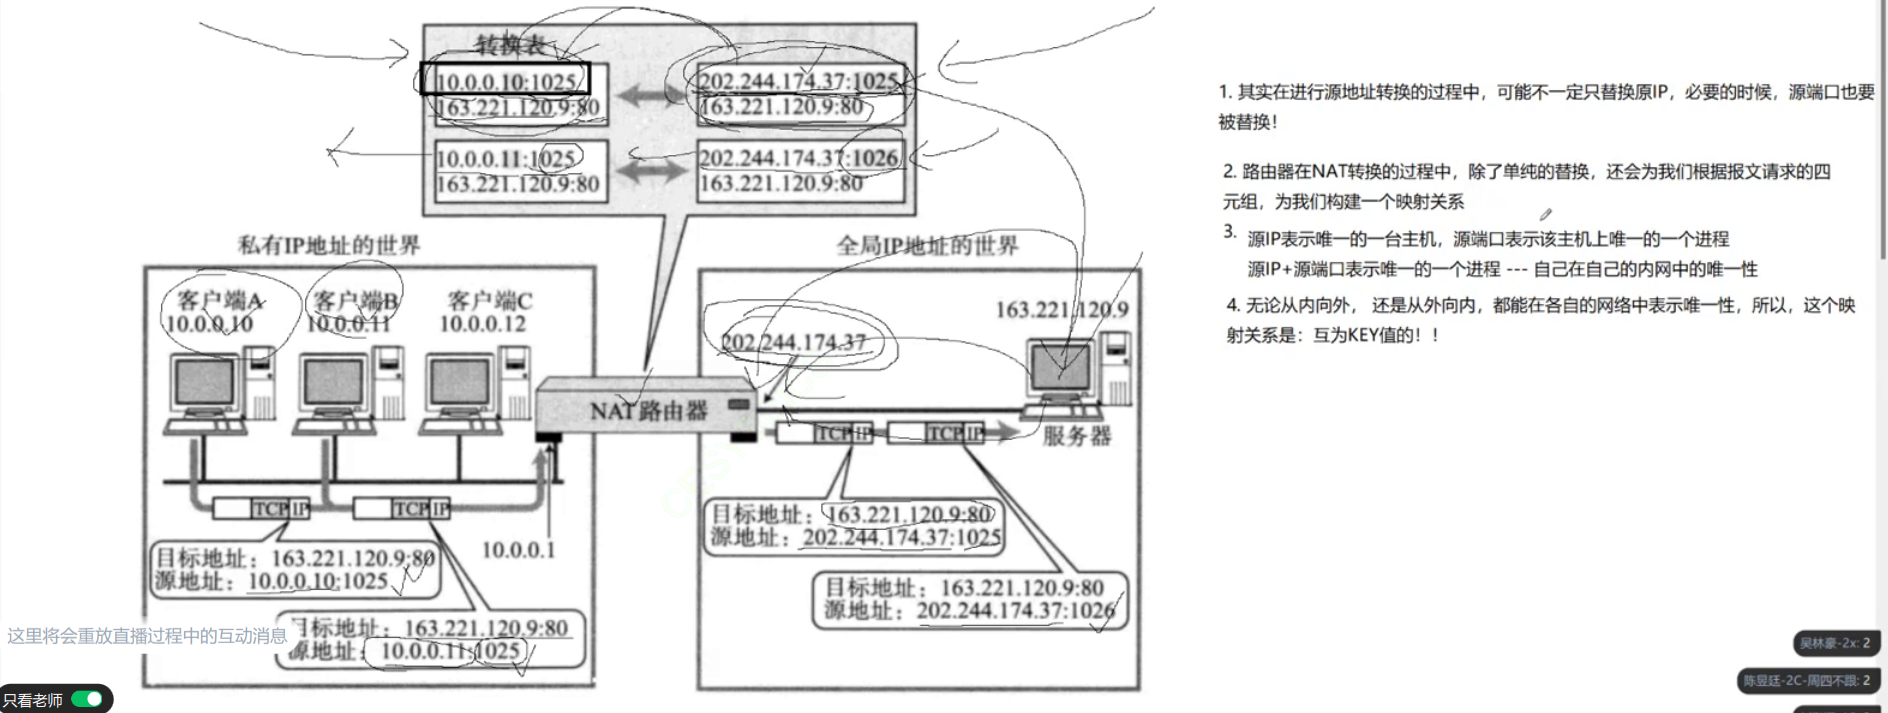 转换表
10.0.0.10:1025
163.221.120.9:80
202.244.174.37:1025
163.221.120.9:80
10.0.0.11:1025
163.221.120.9:80
202.244.174.37:1026
163.221.120.9:80
私有IP地址的世界
全局IP地址的世界
客户端A
10.0.0.10
客户端B
10.0.0.11
客户端C
10.0.0.12
NAT路由器
10.0.0.1
TCP IP
TCP IP
目标地址：163.221.120.9:80
源地址：10.0.0.10:1025
目标地址：163.221.120.9:80
源地址：10.0.0.11:1025
202.244.174.37
163.221.120.9
服务器
TCP IP
TCP IP
目标地址：163.221.120.9:80
源地址：202.244.174.37:1025
目标地址：163.221.120.9:80
源地址：202.244.174.37:1026
1. 其实在进行源地址转换的过程中，可能不一定只替换原IP，必要的时候，源端口也要
被替换！
2. 路由器在NAT转换的过程中，除了单纯的替换，还会为我们根据报文请求的四
元组，为我们构建一个映射关系
3. 源IP表示唯一的一台主机，源端口表示该主机上唯一的一个进程
源IP+源端口表示唯一的一个进程 --- 自己在自己的内网中的唯一性
4. 无论从内向外， 还是从外向内，都能在各自的网络中表示唯一性，所以，这个映
射关系是：互为KEY值的！！
这里将会重放直播过程中的互动消息
只看老师
吴林豪-2x: 2
陈昱廷-2C-周四不跟: 2